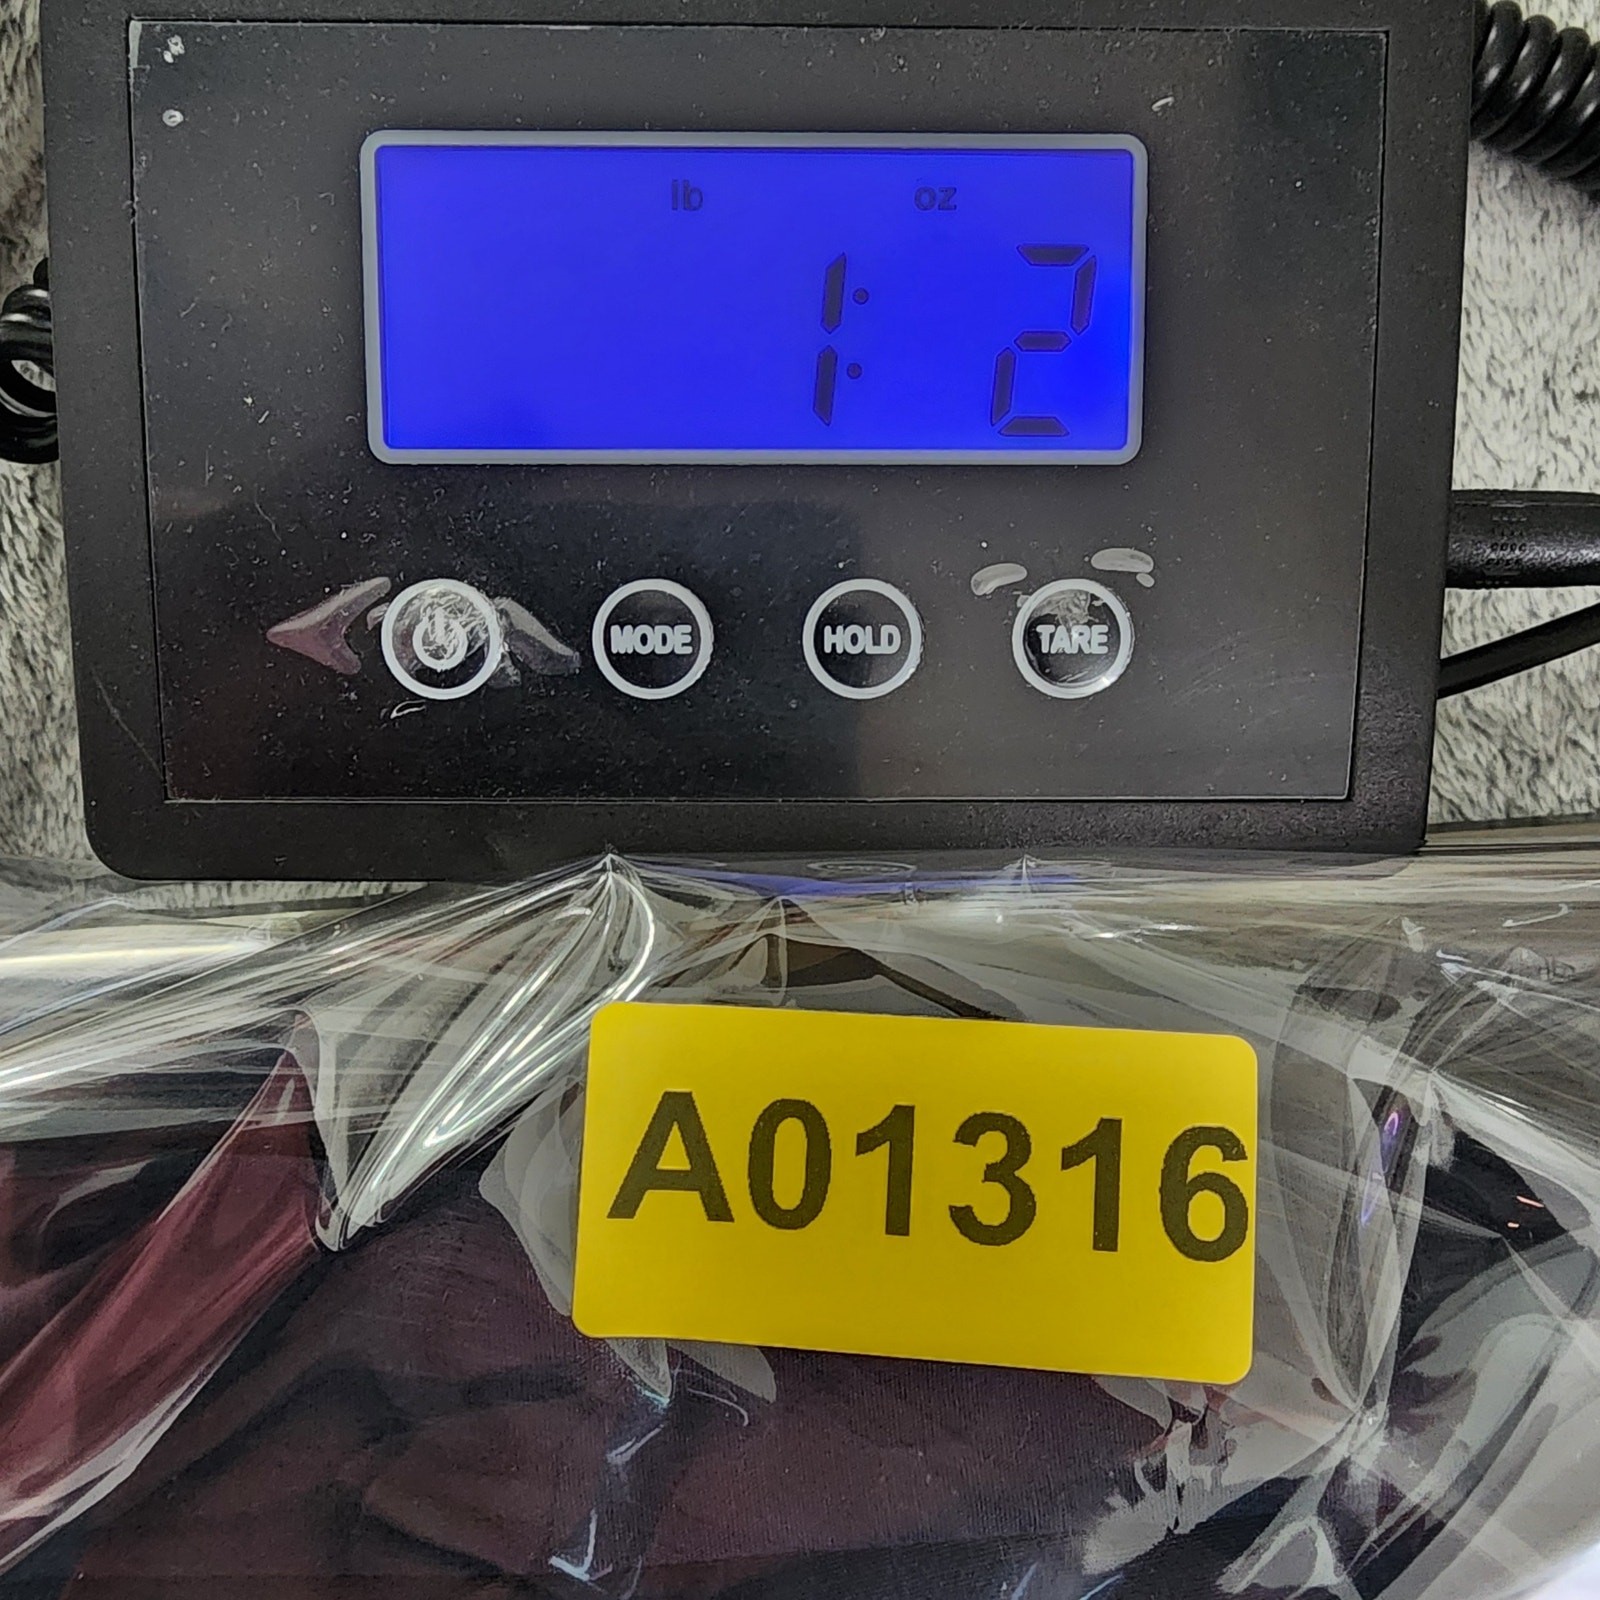 lb oz
1: 2
MODE HOLD TARE
A01316